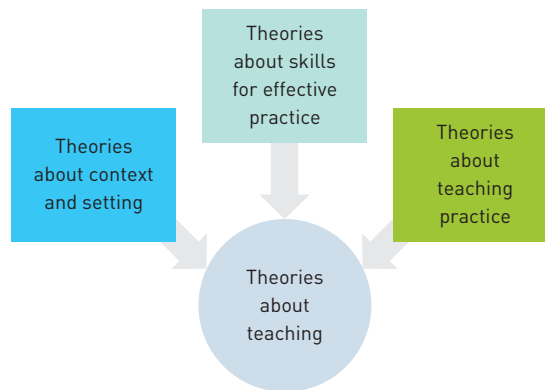 Theories
about skills
for effective
practice
Theories
about context
and setting
Theories
about
teaching
practice
Theories
about
teaching